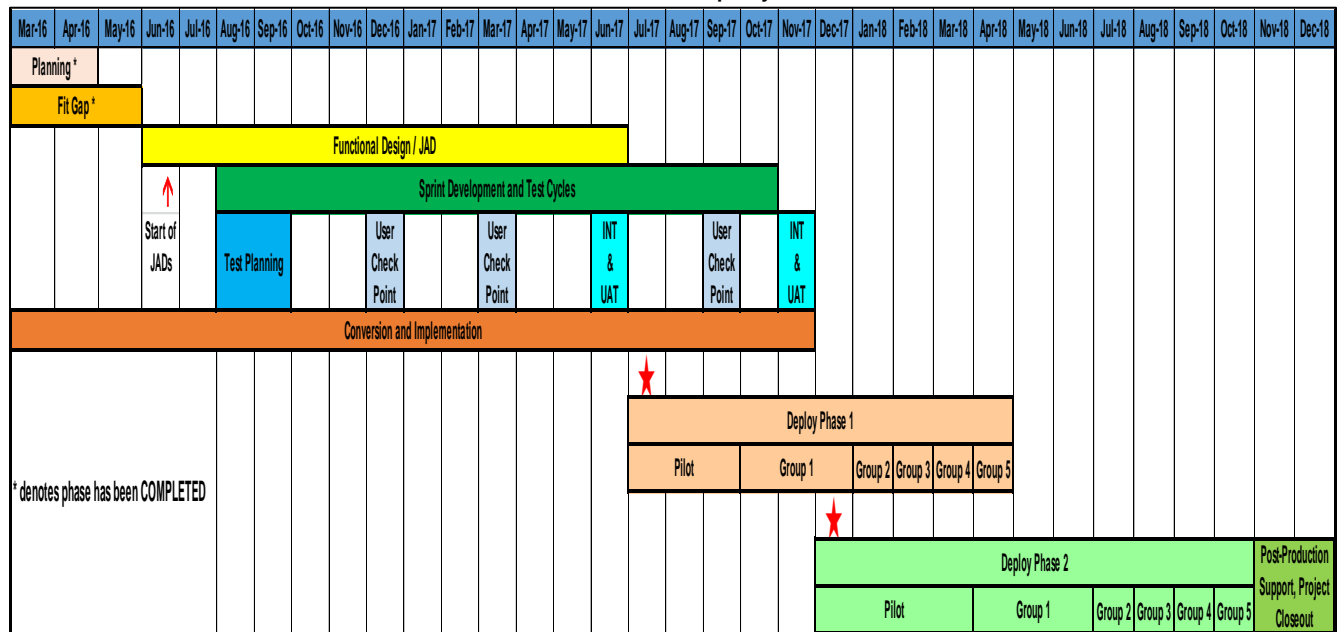 Mar-16 Apr-16 May-16 Jun-16 Jul-16 Aug-16 Sep-16 Oct-16 Nov-16 Dec-16 Jan-17 Feb-17 Mar-17 Apr-17 May-17 Jun-17 Jul-17 Aug-17 Sep-17 Oct-17 Nov-17 Dec-17 Jan-18 Feb-18 Mar-18 Apr-18 May-18 Jun-18 Jul-18 Aug-18 Sep-18 Oct-18 Nov-18 Dec-18
Planning *
Fit Gap *
Functional Design / JAD
Sprint Development and Test Cycles
Start of
JADs
Test Planning
User
Check
Point
User
Check
Point
INT
&
UAT
User
Check
Point
INT
&
UAT
Conversion and Implementation
Deploy Phase 1
Pilot Group 1 Group 2 Group 3 Group 4 Group 5
* denotes phase has been COMPLETED
Deploy Phase 2
Pilot Group 1 Group 2 Group 3 Group 4 Group 5
Post-Production
Support, Project
Closeout